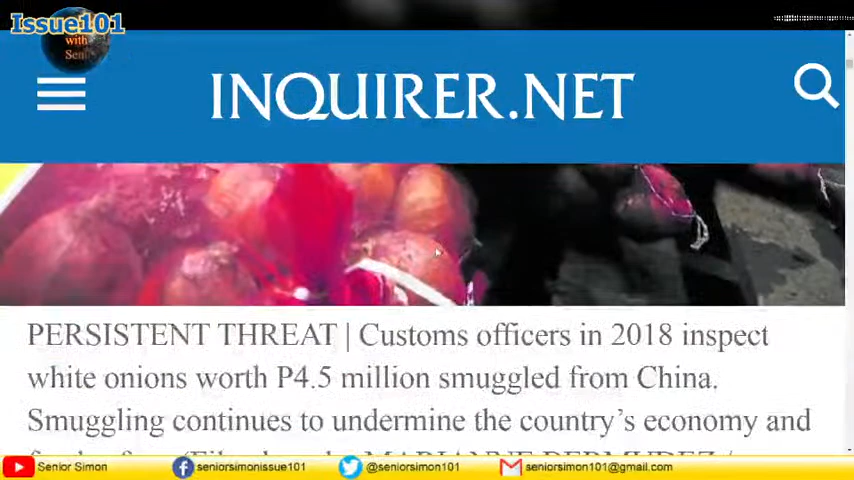 Issue101
with
INQUIRER.NET
PERSISTENT THREAT | Customs officers in 2018 inspect
white onions worth P4.5 million smuggled from China.
Smuggling continues to undermine the country's economy and
Senior Simon
seniorsimonissue101
@seniorsimon101
seniorsimon101@gmail.com